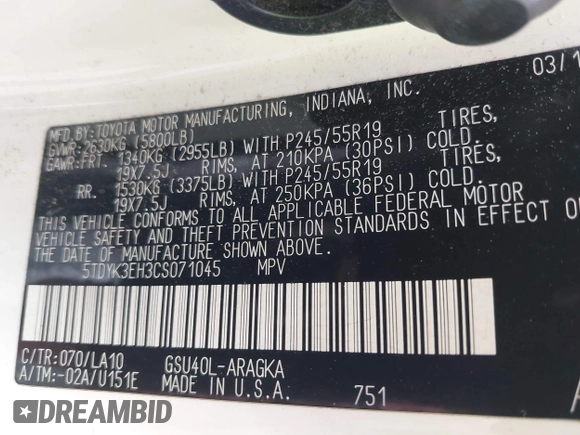 03/1
MFD. BY:TOYOTA MOTOR MANUFACTURING, INDIANA, INC.
GVWR: 2630KG (5800LB)
GAWR:FRT. 1340KG (2955LB) WITH P245/55R19 TIRES,
19X7.5J RIMS, AT 210KPA (30PSI) COLD.
RR. 1530KG (3375LB) WITH P245/55R19 TIRES,
19X7.5J RIMS, AT 250KPA (36PSI) COLD.
THIS VEHICLE CONFORMS TO ALL APPLICABLE FEDERAL MOTOR
VEHICLE SAFETY AND THEFT PREVENTION STANDARDS IN EFFECT O
THE DATE OF MANUFACTURE SHOWN ABOVE.
5TDYK3EH3CS071045 MPV
C/TR:070/LA10 GSU40L-ARAGKA
A/TM:-02A/U151E MADE IN U.S.A. 751
DREAMBID